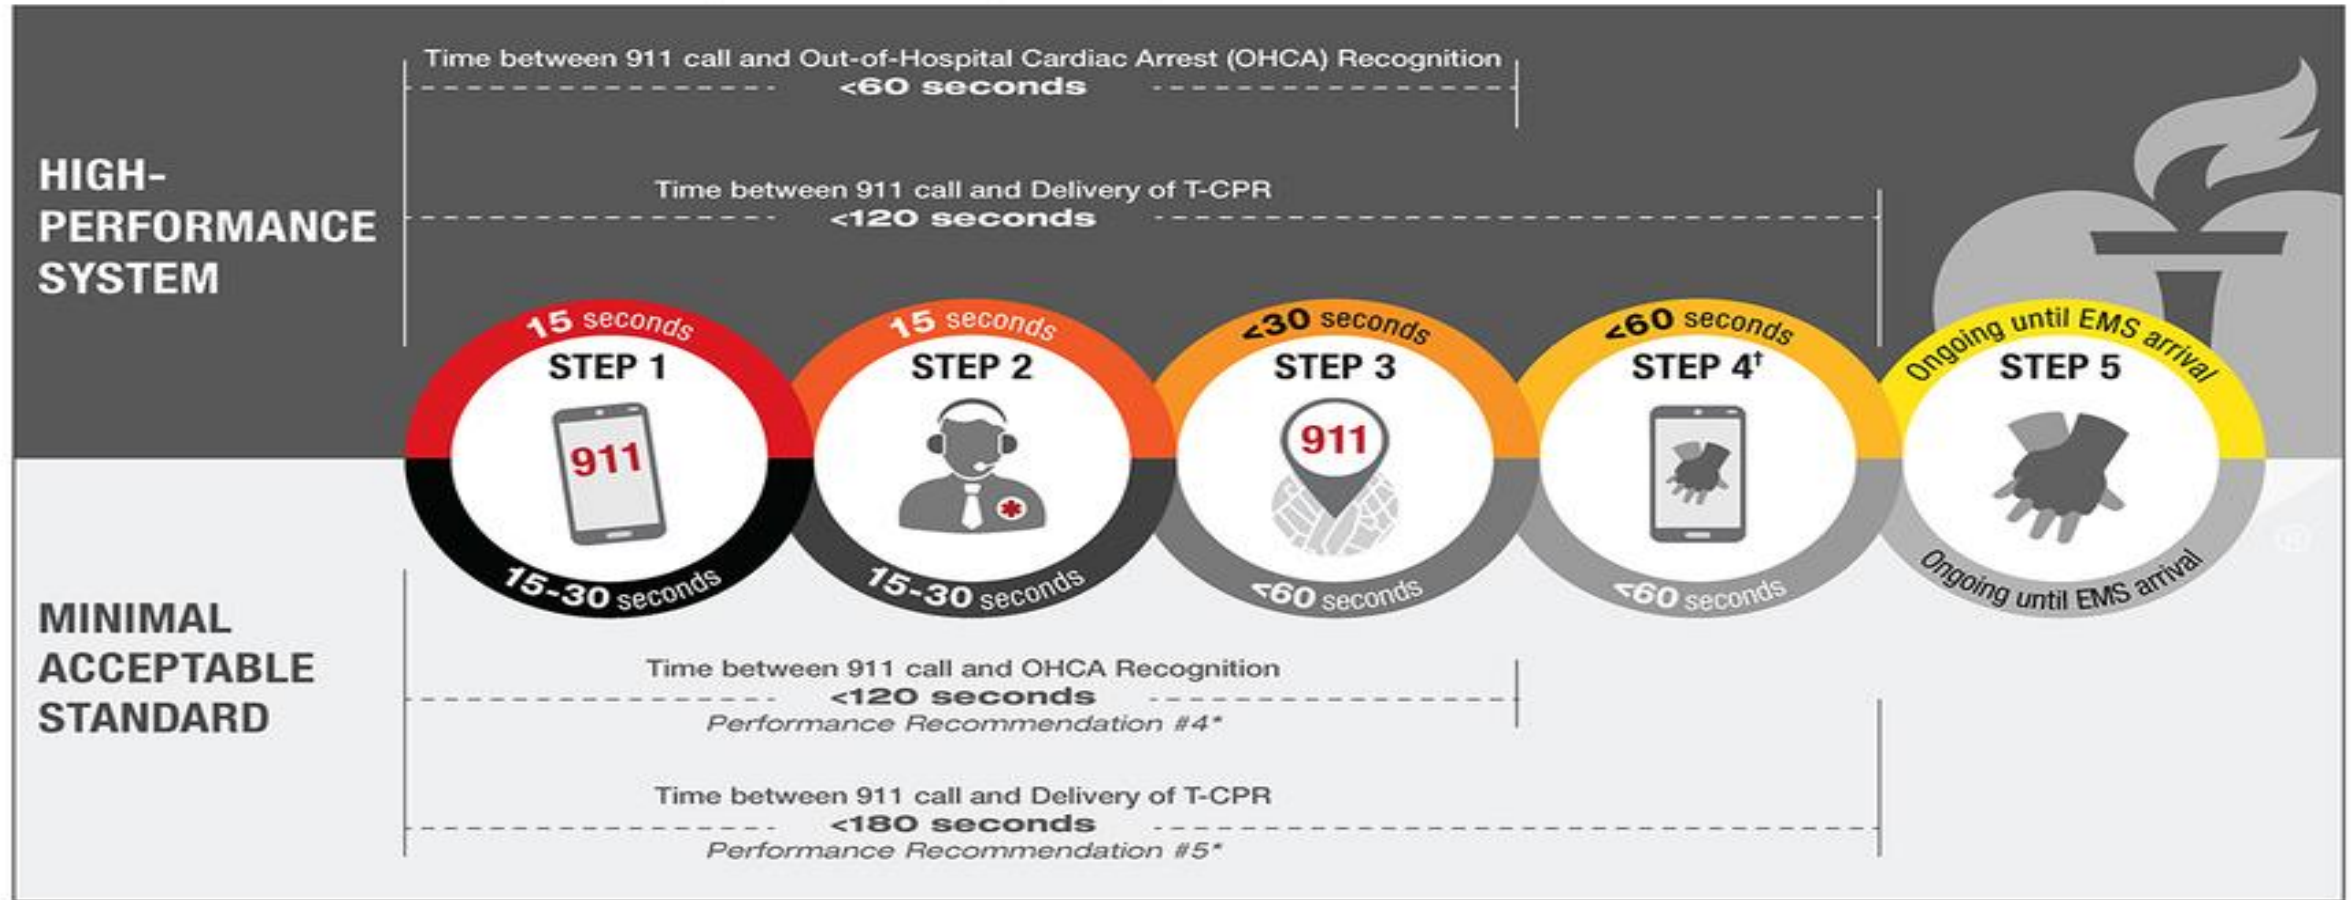 Time between 911 call and Out-of-Hospital Cardiac Arrest (OHCA) Recognition
<60 seconds
HIGH-
PERFORMANCE
SYSTEM
Time between 911 call and Delivery of T-CPR
<120 seconds
15 seconds
STEP 1
911
15-30 seconds
15 seconds
STEP 2
15-30 seconds
<30 seconds
STEP 3
911
<60 seconds
<60 seconds
STEP 4†
<60 seconds
Ongoing until EMS arrival
STEP 5
Ongoing until EMS arrival
®
MINIMAL
ACCEPTABLE
STANDARD
Time between 911 call and OHCA Recognition
<120 seconds
Performance Recommendation #4*
Time between 911 call and Delivery of T-CPR
<180 seconds
Performance Recommendation #5*